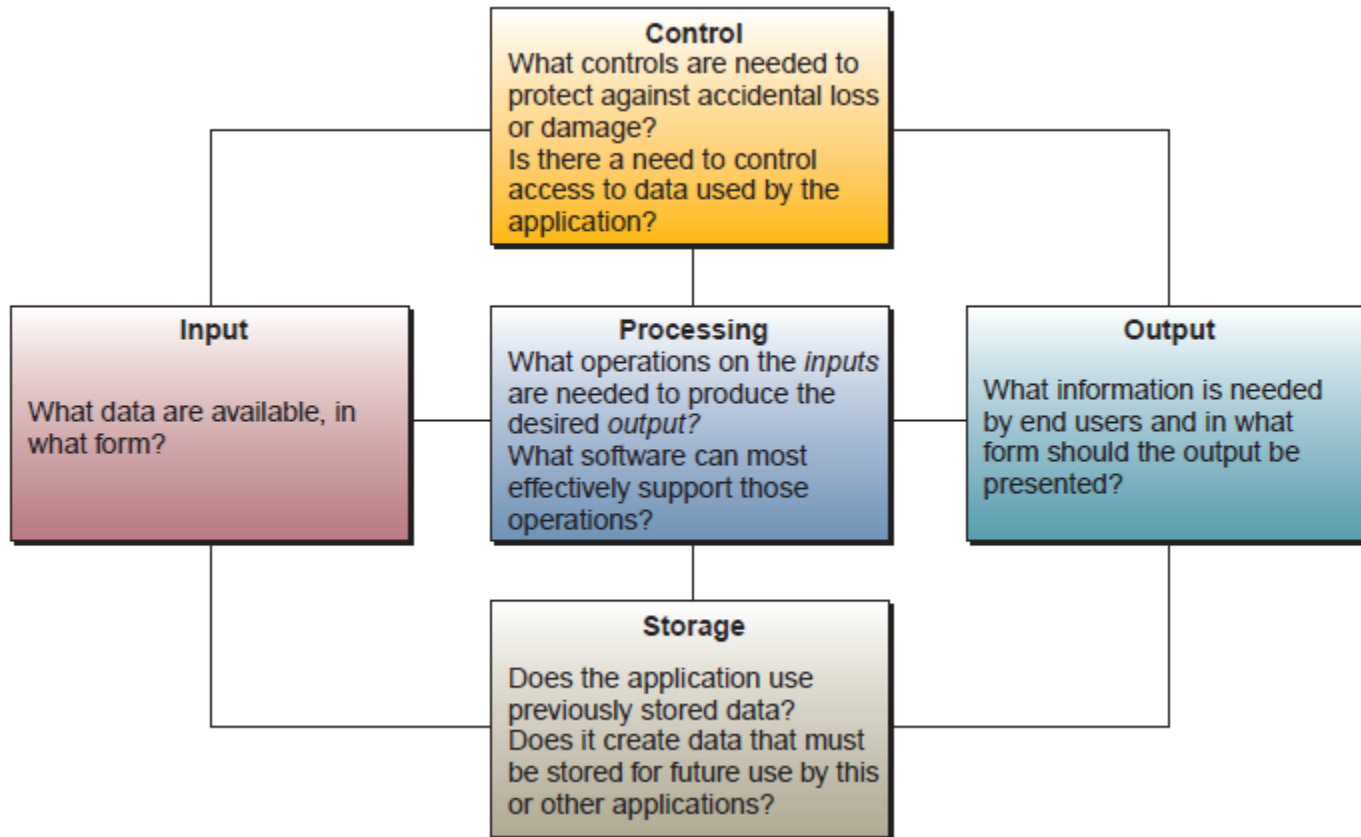 Control
What controls are needed to
protect against accidental loss
or damage?
Is there a need to control
access to data used by the
application?
Input
What data are available, in
what form?
Processing
What operations on the inputs
are needed to produce the
desired output?
What software can most
effectively support those
operations?
Output
What information is needed
by end users and in what
form should the output be
presented?
Storage
Does the application use
previously stored data?
Does it create data that must
be stored for future use by this
or other applications?